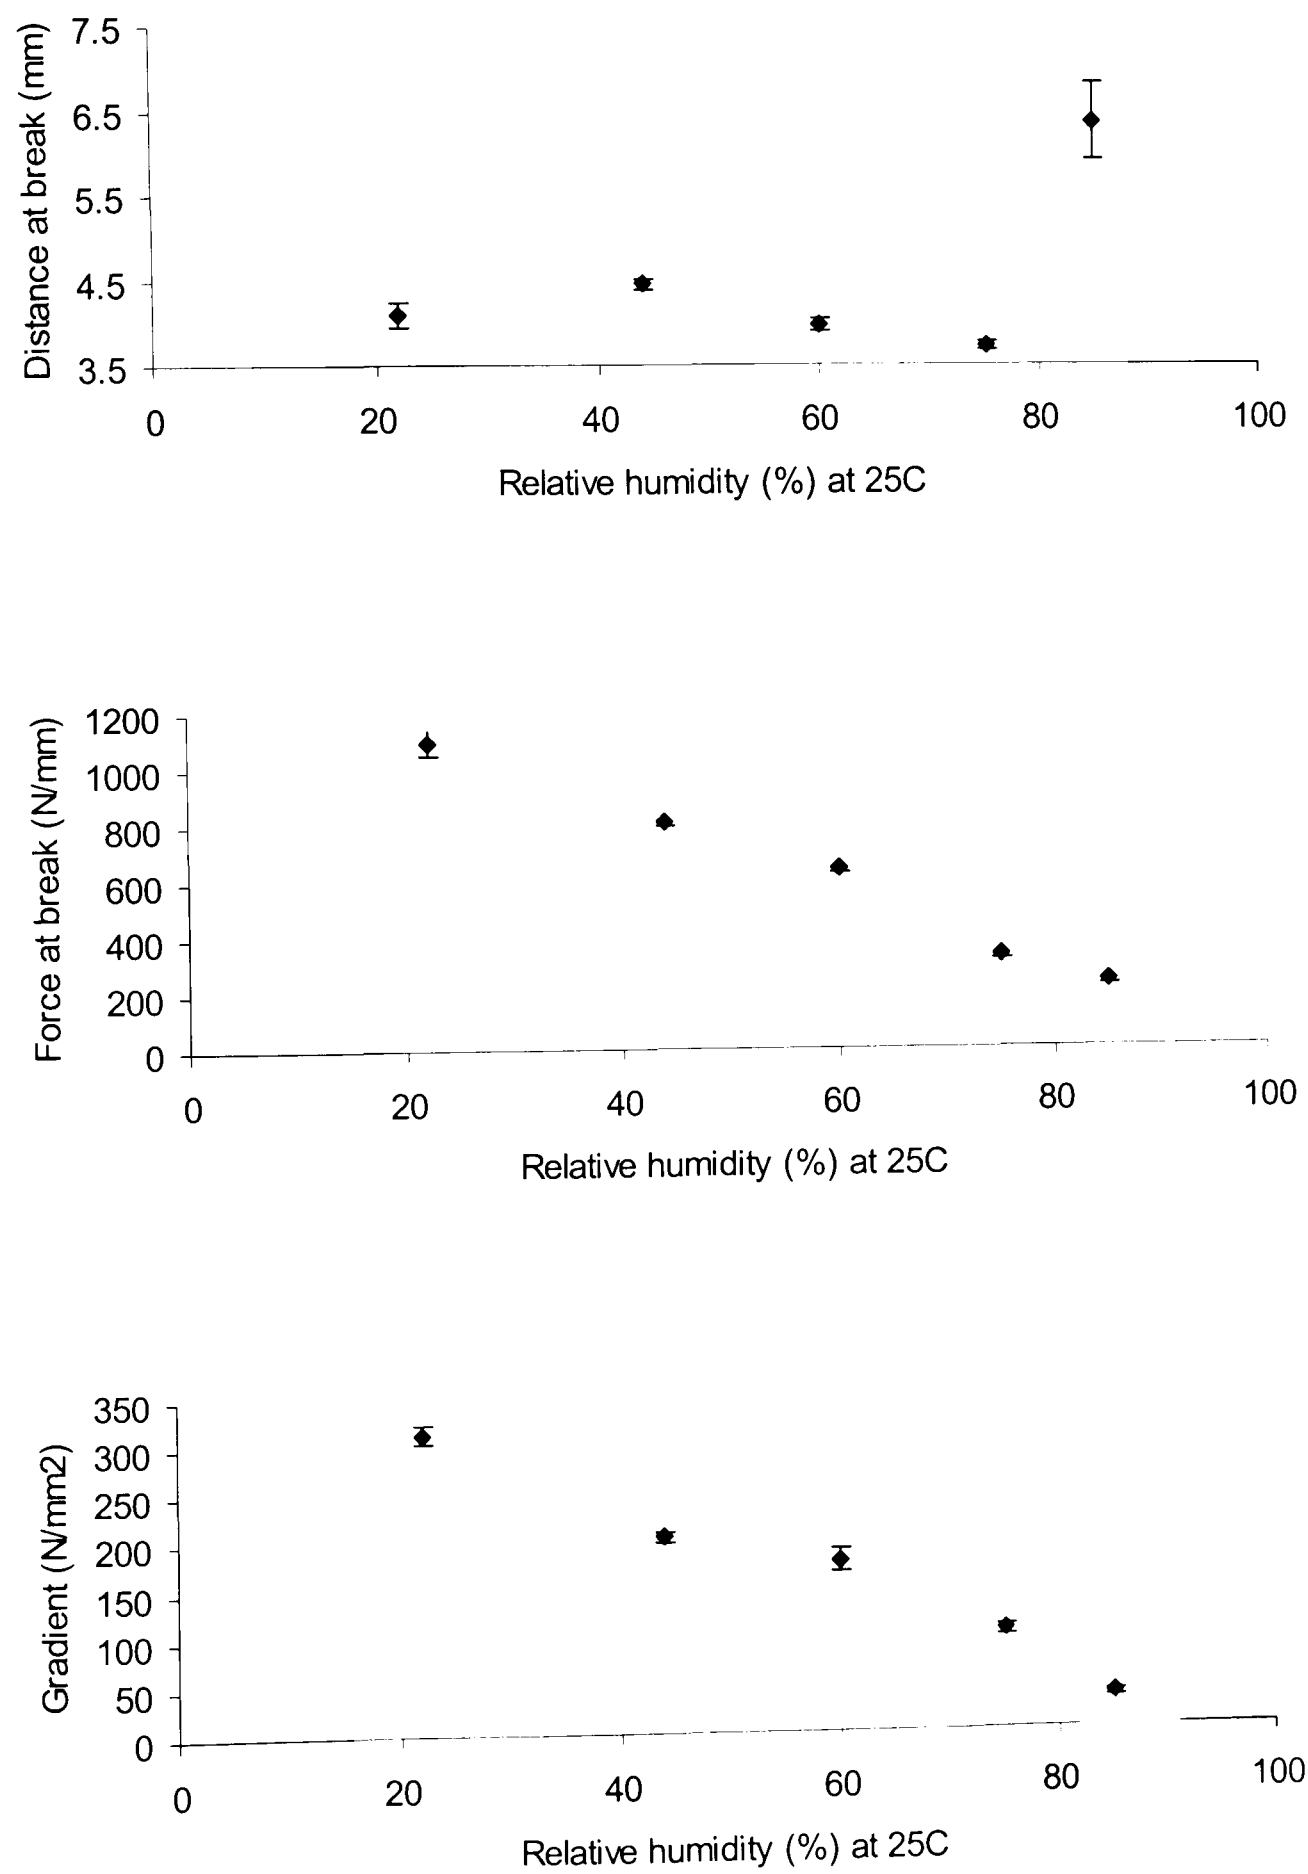 Distance at break (mm)
7.5
6.5
5.5
4.5
3.5
0 20 40 60 80 100
Relative humidity (%) at 25C
Force at break (N/mm)
1200
1000
800
600
400
200
0
0 20 40 60 80 100
Relative humidity (%) at 25C
Gradient (N/mm2)
350
300
250
200
150
100
50
0
0 20 40 60 80 100
Relative humidity (%) at 25C